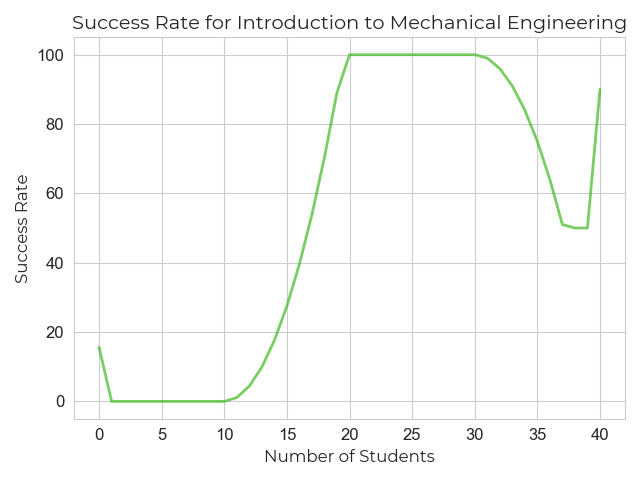 Success Rate for Introduction to Mechanical Engineering
Success Rate
100
80
60
40
20
0
0 5 10 15 20 25 30 35 40
Number of Students